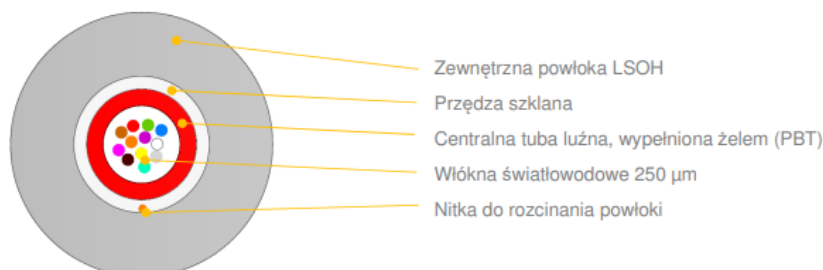 Zewnętrzna powłoka LSOH
Przędza szklana
Centralna tuba luźna, wypełniona żelem (PBT)
Włókna światłowodowe 250 µm
Nitka do rozcinania powłoki